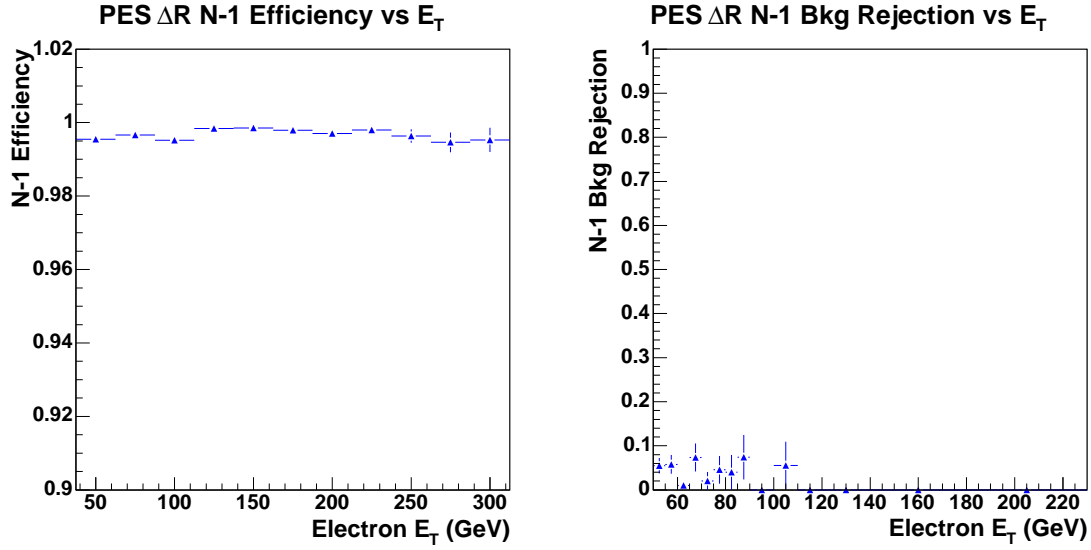 PES ΔR N-1 Efficiency vs E_T
N-1 Efficiency
1.02
1
0.98
0.96
0.94
0.92
0.9
50 100 150 200 250 300
Electron E_T (GeV)
PES ΔR N-1 Bkg Rejection vs E_T
N-1 Bkg Rejection
1
0.9
0.8
0.7
0.6
0.5
0.4
0.3
0.2
0.1
0
60 80 100 120 140 160 180 200 220
Electron E_T (GeV)